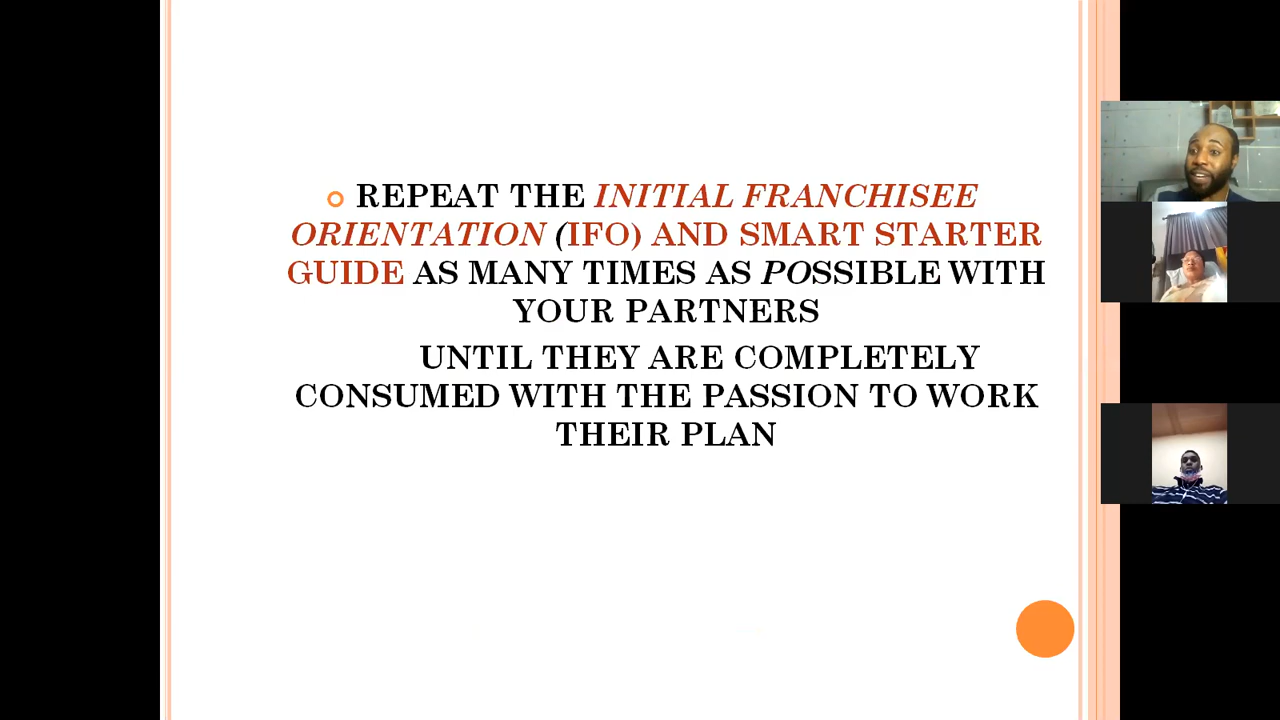 REPEAT THE INITIAL FRANCHISEE
ORIENTATION (IFO) AND SMART STARTER
GUIDE AS MANY TIMES AS POSSIBLE WITH
YOUR PARTNERS
UNTIL THEY ARE COMPLETELY
CONSUMED WITH THE PASSION TO WORK
THEIR PLAN